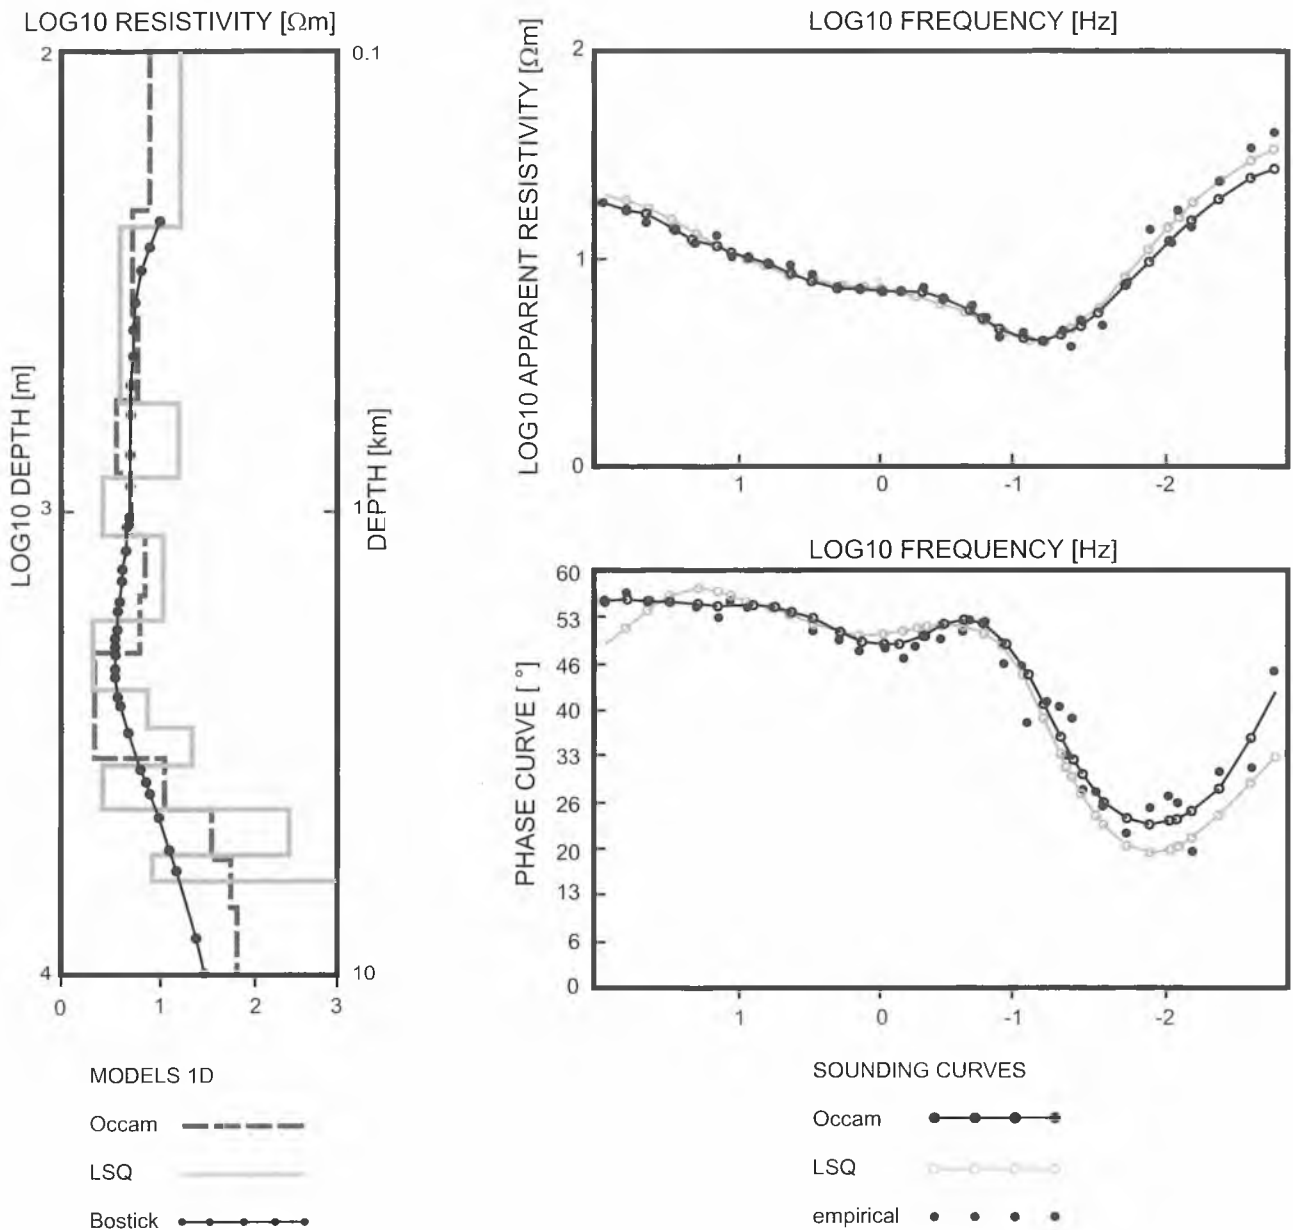 LOG10 RESISTIVITY [Ωm]
2
3
4
LOG10 DEPTH [m]
0.1
1
10
DEPTH [km]
0 1 2 3
MODELS 1D
Occam
LSQ
Bostick
LOG10 FREQUENCY [Hz]
LOG10 APPARENT RESISTIVITY [Ωm]
2
1
0
1 0 -1 -2
LOG10 FREQUENCY [Hz]
PHASE CURVE [ °]
60
53
46
40
33
26
20
13
6
0
1 0 -1 -2
SOUNDING CURVES
Occam
LSQ
empirical